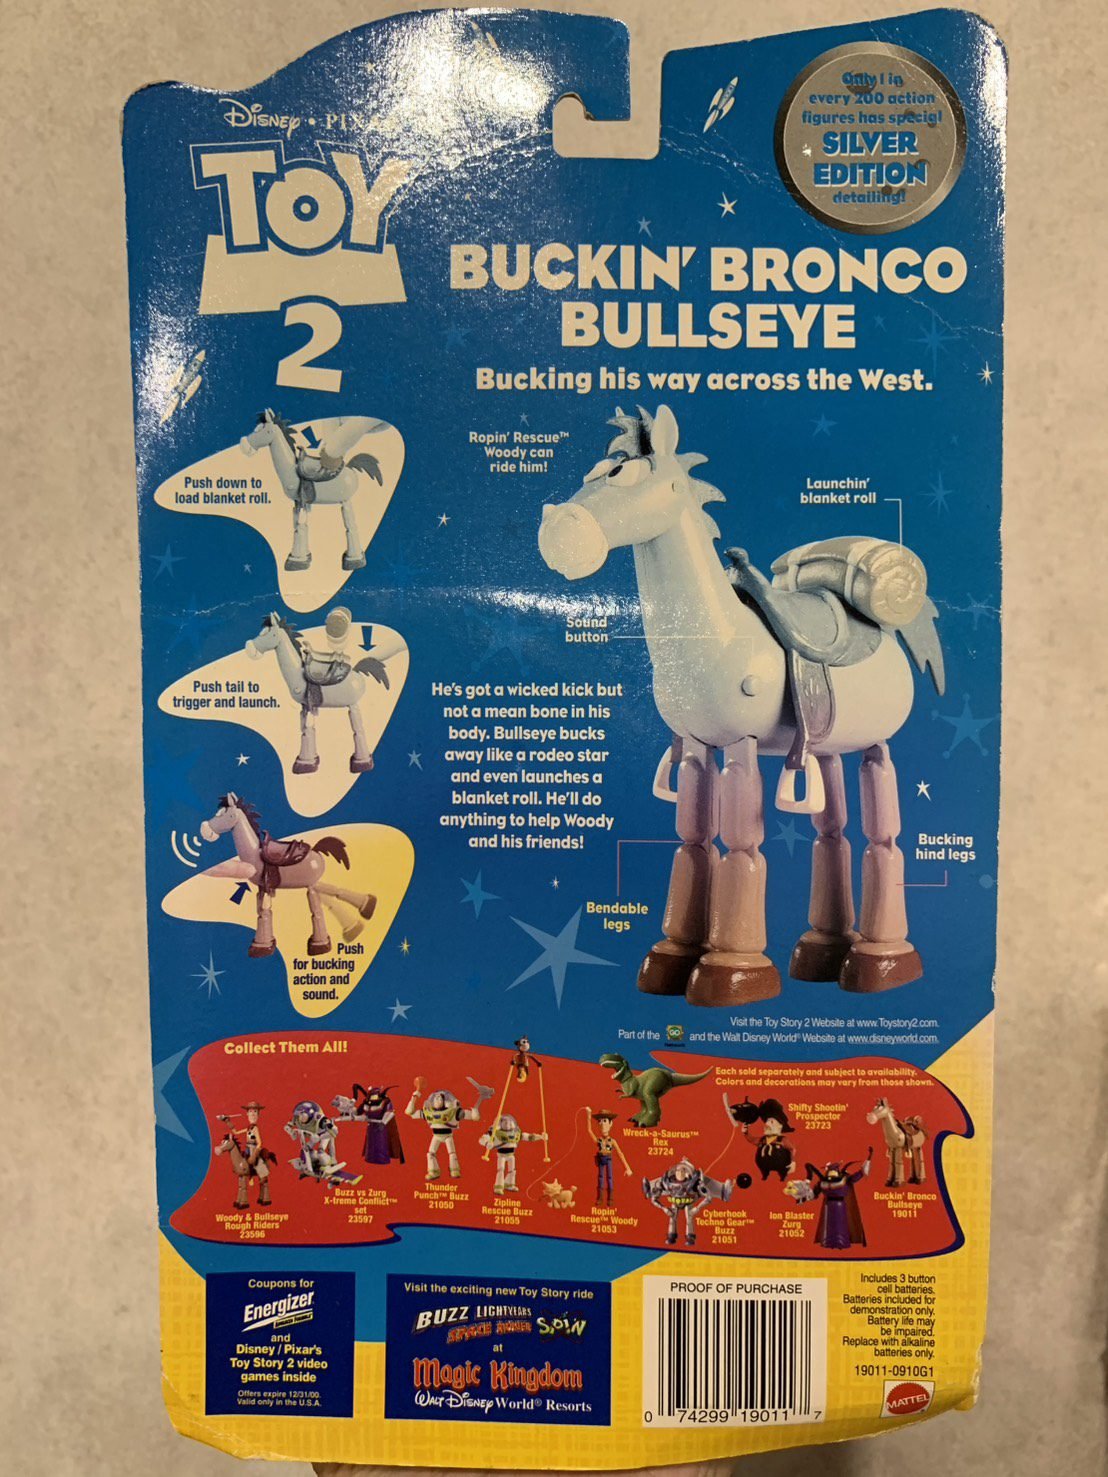 DISNEY • PIXAR
TOY
2
Only 1 in
every 200 action
figures has special
SILVER
EDITION
detailing!
BUCKIN' BRONCO
BULLSEYE
Bucking his way across the West.
Ropin' Rescue™
Woody can
ride him!
Launchin'
blanket roll
Push down to
load blanket roll.
Sound
button
Push tail to
trigger and launch.
He's got a wicked kick but
not a mean bone in his
body. Bullseye bucks
away like a rodeo star
and even launches a
blanket roll. He'll do
anything to help Woody
and his friends!
Bucking
hind legs
Bendable
legs
Push
for bucking
action and
sound.
Visit the Toy Story 2 Website at www.Toystory2.com.
Part of the GO Network and the Walt Disney World® Website at www.disneyworld.com.
Collect Them All!
Each sold separately and subject to availability.
Colors and decorations may vary from those shown.
Woody & Bullseye
Rough Riders
23596
Buzz vs Zurg
X-treme Conflict™
set
23597
Thunder
Punch™ Buzz
21050
Zipline
Rescue Buzz
21055
Ropin'
Rescue™ Woody
21053
Wreck-a-Saurus™
Rex
23724
Cyberhook
Techno Gear™
Buzz
21051
Shifty Shootin'
Prospector
23723
Ion Blaster
Zurg
21052
Buckin' Bronco
Bullseye
19011
Coupons for
Energizer
and
Disney / Pixar's
Toy Story 2 video
games inside
Offers expire 12/31/00.
Valid only in the U.S.A.
Visit the exciting new Toy Story ride
BUZZ LIGHTYEAR'S
SPACE RANGER SPIN
at
Magic Kingdom
WALT DISNEY World® Resorts
PROOF OF PURCHASE
0 74299 19011 7
Includes 3 button
cell batteries.
Batteries included for
demonstration only.
Battery life may
be impaired.
Replace with alkaline
batteries only.
19011-0910G1
MATTEL